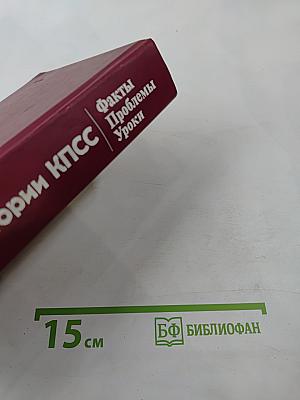 ории КПСС
Факты
Проблемы
Уроки
15 см
БФ БИБЛИОФАН